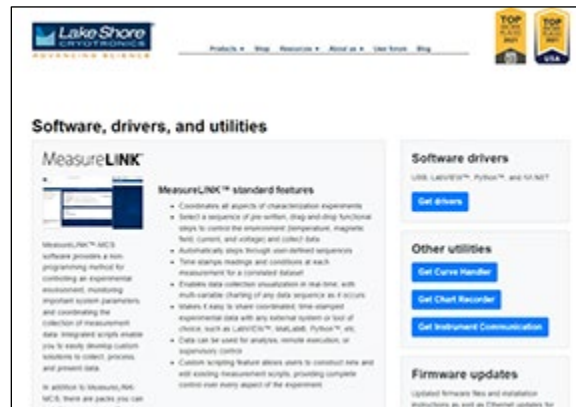 Lake Shore
CRYOTRONICS
ADVANCING SCIENCE
Products Shop Resources About us User forum Blog
TOP
WORK
PLACES
2021
TOP
WORK
PLACES
2021
USA
Software, drivers, and utilities
MeasureLINK™
MeasureLINK™-MCS
software provides a non-
programming method for
controlling an experimental
environment, monitoring
important system parameters,
and coordinating the
collection of measurement
data. Integrated scripts enable
you to easily develop custom
solutions to collect, process,
and present data.
In addition to MeasureLINK-
MCS, there are packs you can
MeasureLINK™ standard features
Coordinates all aspects of characterization experiments
Select a sequence of pre-written, drag-and-drop functional
steps to control the environment (temperature, magnetic
field, current, and voltage) and collect data
Automatically steps through user-defined sequences
Time stamps readings and conditions at each
measurement for a correlated dataset
Enables data collection visualization in real-time, with
multi-variable charting of any data sequence as it occurs
Makes it easy to share coordinated, time-stamped
experimental data with any external system or tool of
choice, such as LabVIEW™, MatLab®, Python™, etc.
Data can be used for analysis, remote execution, or
supervisory control
Custom scripting feature allows users to construct new and
edit existing measurement scripts, providing complete
control over every aspect of the experiment
Software drivers
USB, LabVIEW™, Python™, and IVI.NET
Get drivers
Other utilities
Get Curve Handler
Get Chart Recorder
Get Instrument Communication
Firmware updates
Updated firmware files and installation
instructions as well as Ethernet updates for